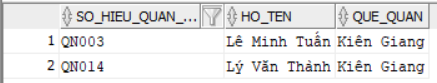 SO_HIEU_QUAN_... HO_TEN QUE_QUAN
1 QN003 Lê Minh Tuấn Kiên Giang
2 QN014 Lý Văn Thành Kiên Giang